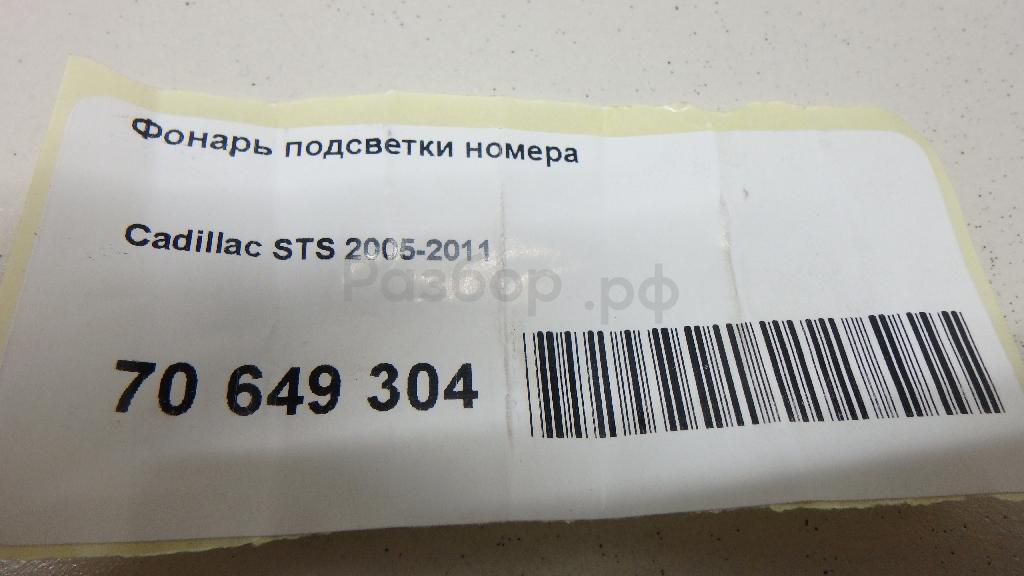 Фонарь подсветки номера
Cadillac STS 2005-2011
Разбор.рф
70 649 304